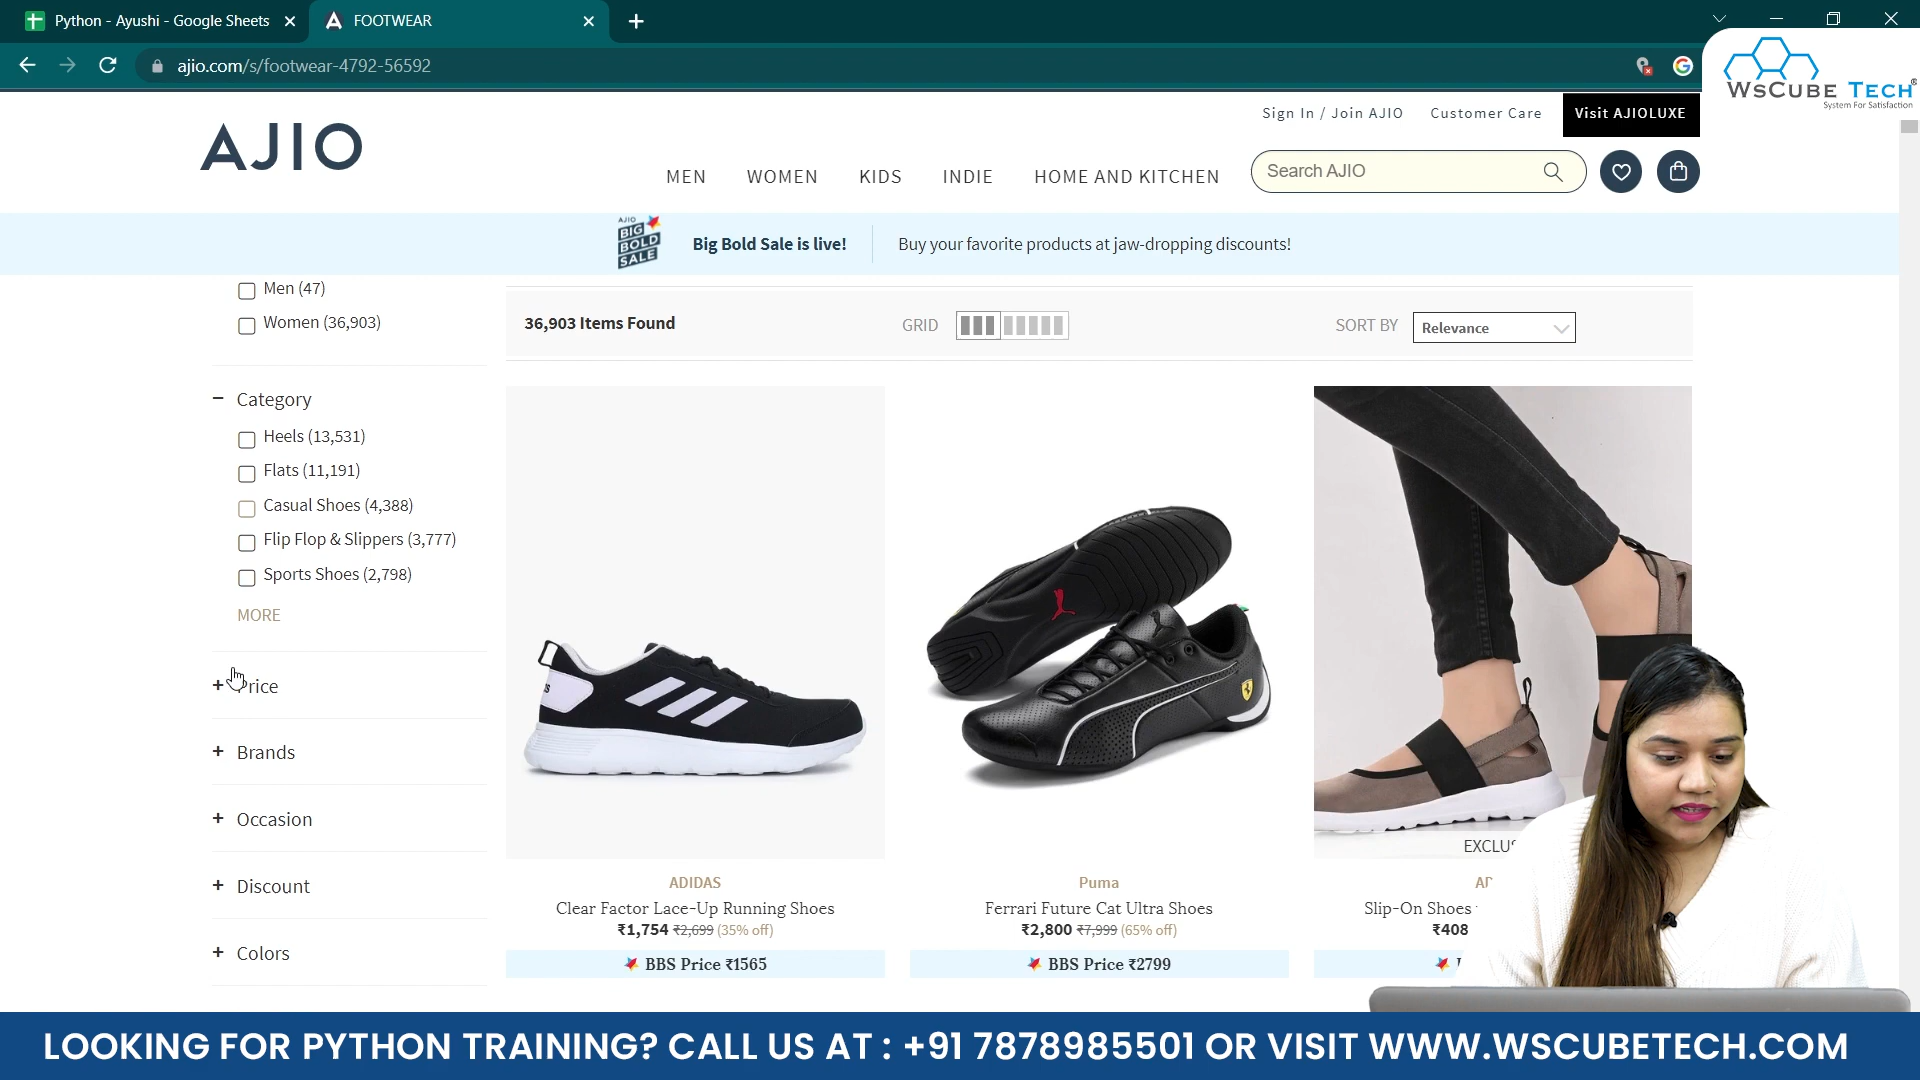 Python - Ayushi - Google Sheets
FOOTWEAR
ajio.com/s/footwear-4792-56592
WsCUBE TECH
System For Satisfaction
Sign In / Join AJIO
Customer Care
Visit AJIOLUXE
AJIO
MEN
WOMEN
KIDS
INDIE
HOME AND KITCHEN
Search AJIO
AJIO
BIG
BOLD
SALE
Big Bold Sale is live!
Buy your favorite products at jaw-dropping discounts!
Men (47)
Women (36,903)
36,903 Items Found
GRID
SORT BY
Relevance
− Category
Heels (13,531)
Flats (11,191)
Casual Shoes (4,388)
Flip Flop & Slippers (3,777)
Sports Shoes (2,798)
MORE
+ Price
+ Brands
+ Occasion
+ Discount
+ Colors
ADIDAS
Clear Factor Lace-Up Running Shoes
₹1,754 ₹2,699 (35% off)
BBS Price ₹1565
Puma
Ferrari Future Cat Ultra Shoes
₹2,800 ₹7,999 (65% off)
BBS Price ₹2799
Slip-On Shoes
₹408
LOOKING FOR PYTHON TRAINING? CALL US AT : +91 7878985501 OR VISIT WWW.WSCUBETECH.COM